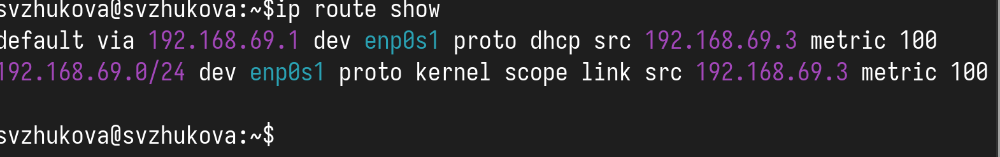 svzhukova@svzhukova:~$ip route show
default via 192.168.69.1 dev enp0s1 proto dhcp src 192.168.69.3 metric 100
192.168.69.0/24 dev enp0s1 proto kernel scope link src 192.168.69.3 metric 100
svzhukova@svzhukova:~$